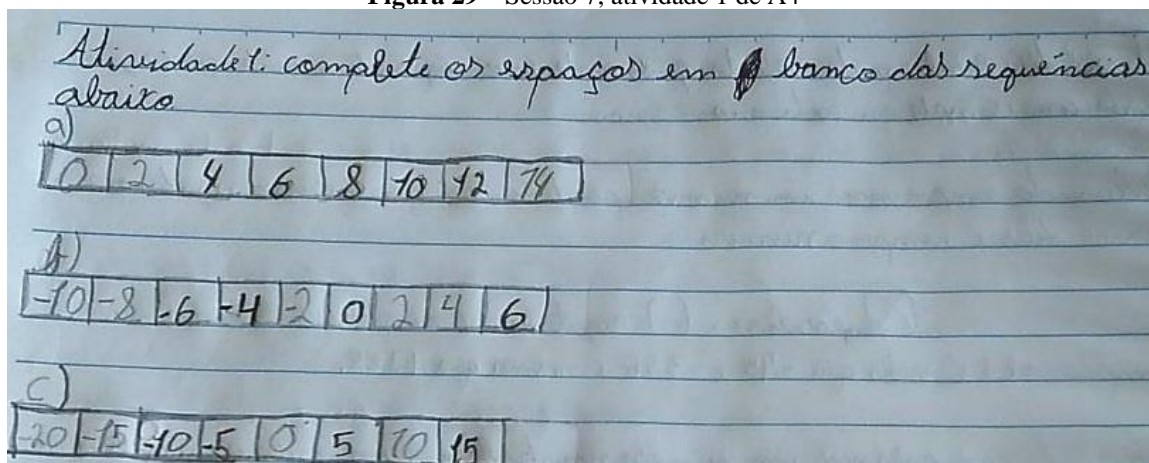 Figura 29 – Sessão 7, atividade 1 de A4
Atividade 1: complete os espaços em banco das sequências
abaixo
a)
0 2 4 6 8 10 12 14
b)
-10 -8 -6 -4 -2 0 2 4 6
c)
-20 -15 -10 -5 0 5 10 15